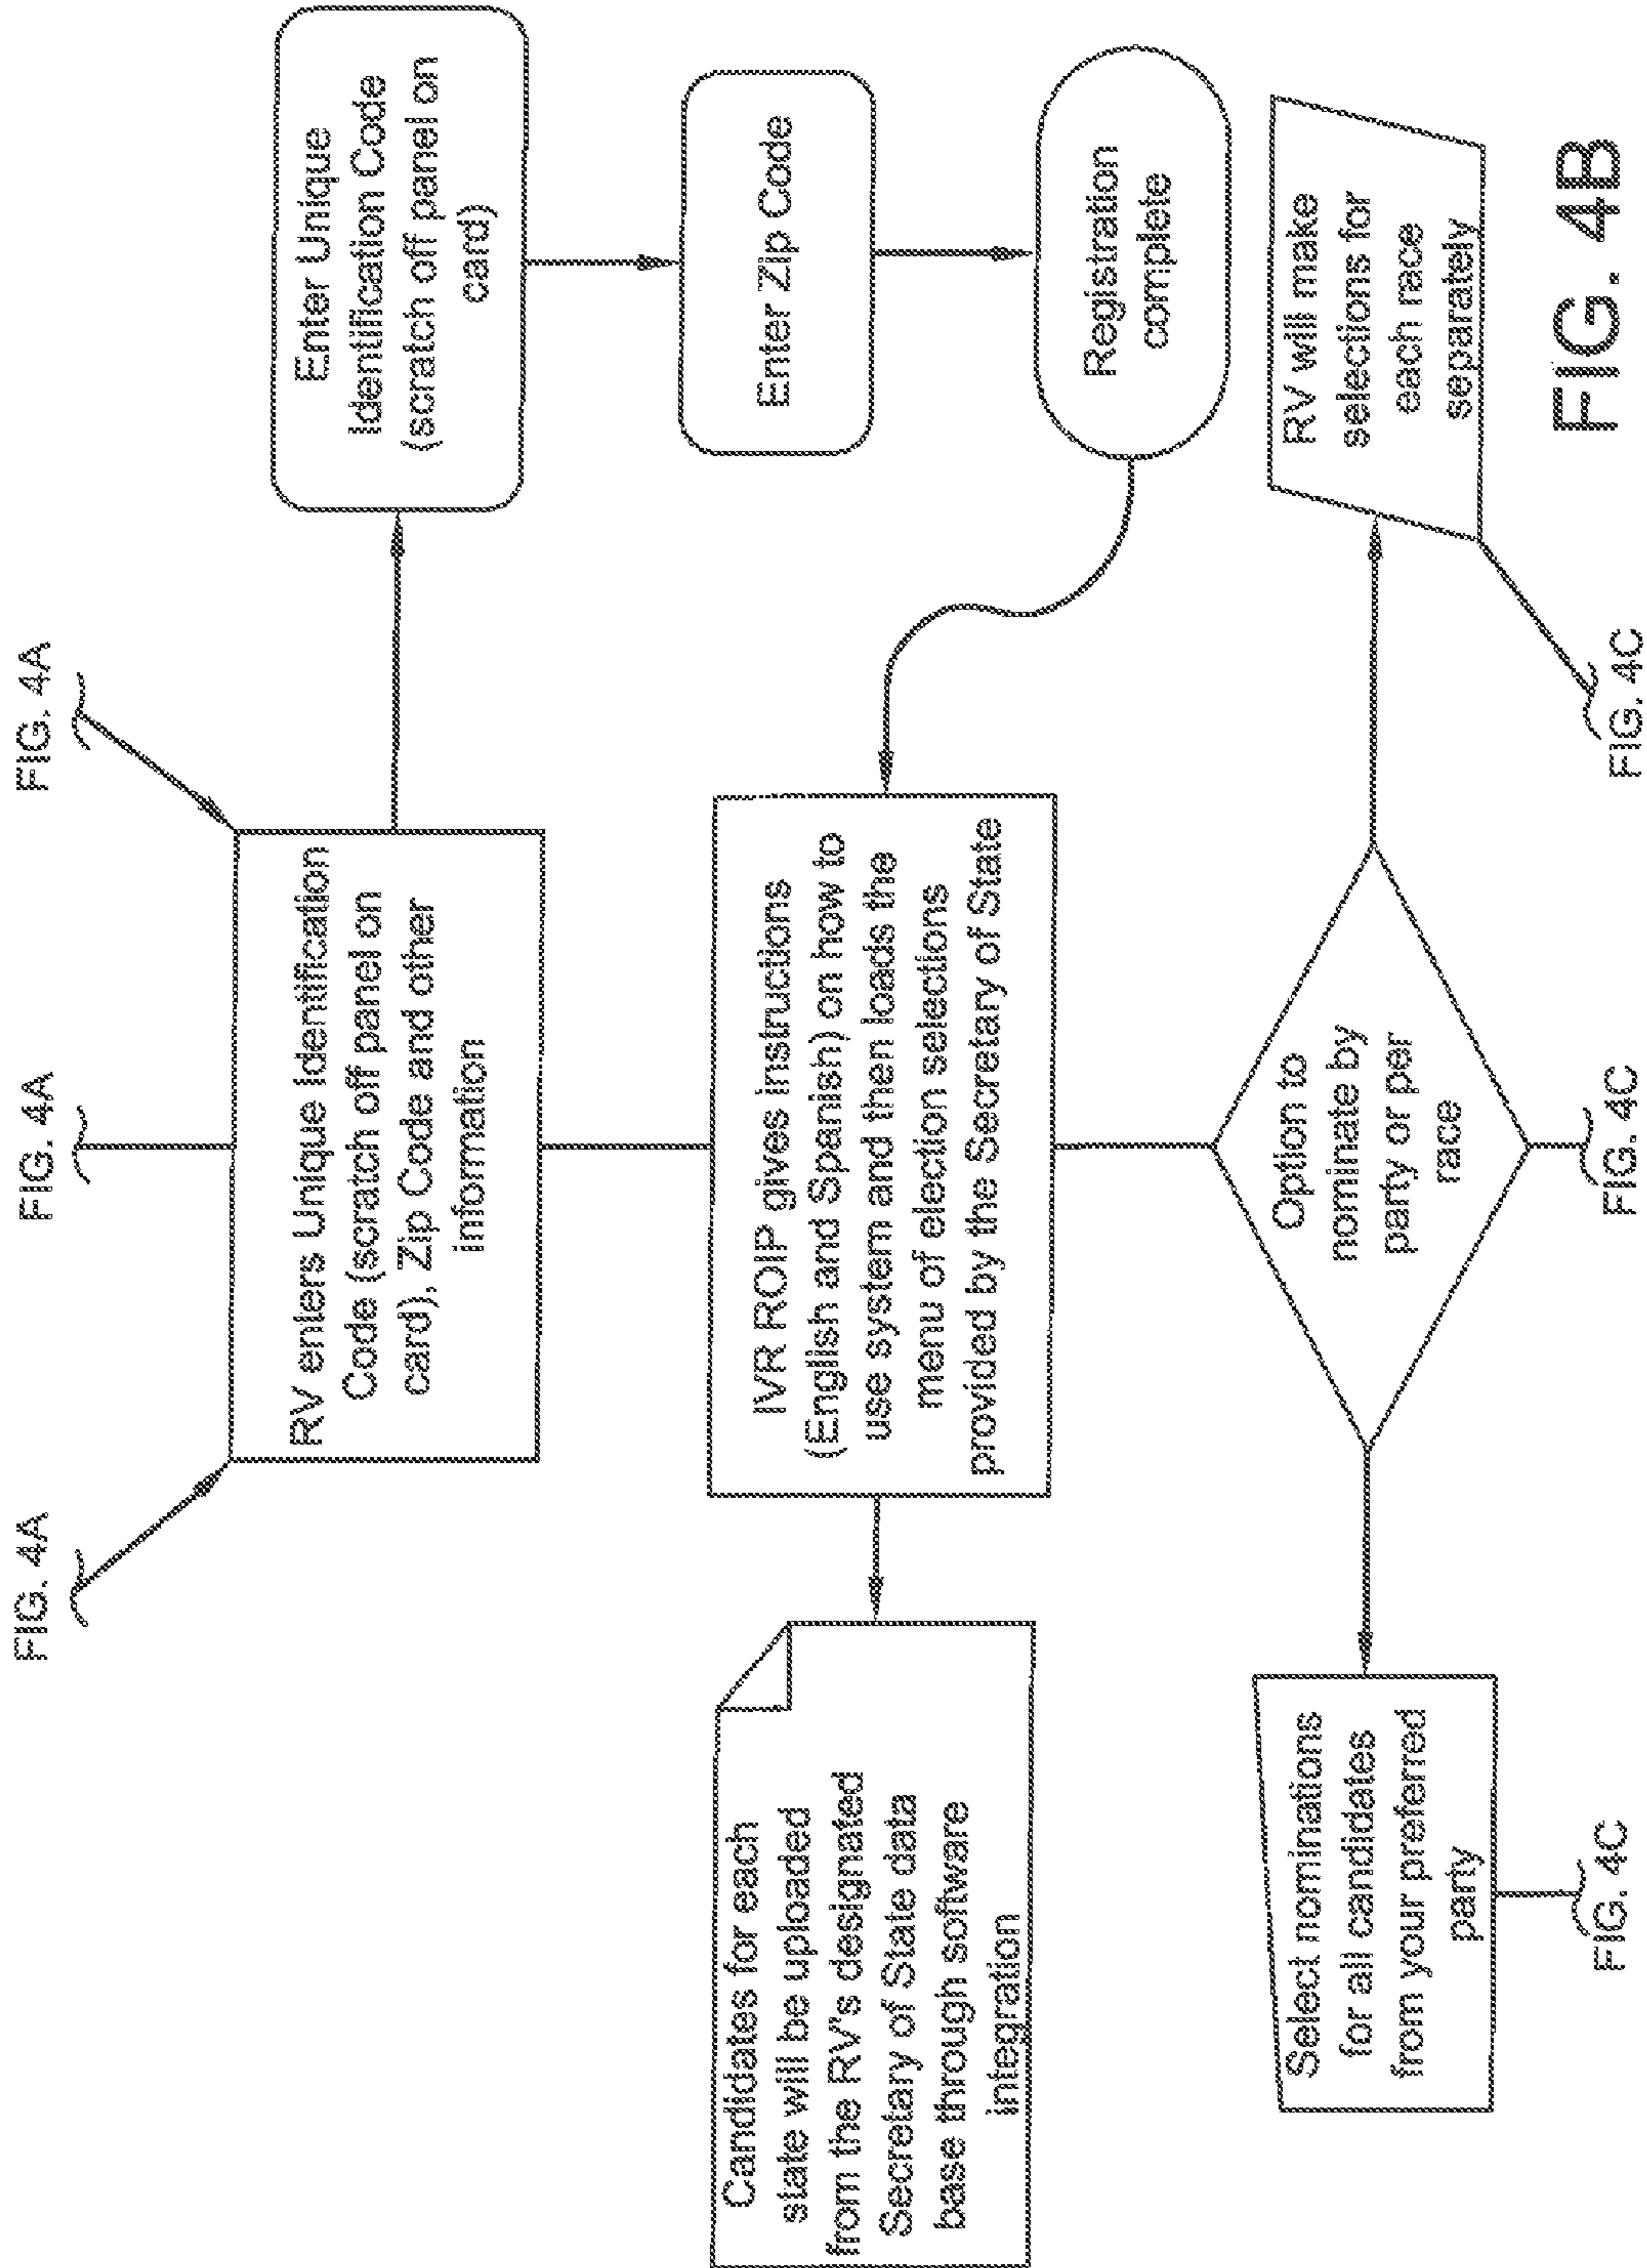 FIG. 4A
FIG. 4A
FIG. 4A
RV enters Unique Identification
Code (scratch off panel on
card), Zip Code and other
information
Enter Unique
Identification Code
(scratch off panel on
card)
Enter Zip Code
Registration
complete
Candidates for each
state will be uploaded
from the RV's designated
Secretary of State data
base through software
integration
IVR ROIP gives instructions
(English and Spanish) on how to
use system and then loads the
menu of election selections
provided by the Secretary of State
Select nominations
for all candidates
from your preferred
party
Option to
nominate by
party or per
race
RV will make
selections for
each race
separately
FIG. 4C
FIG. 4C
FIG. 4C
FIG. 4B